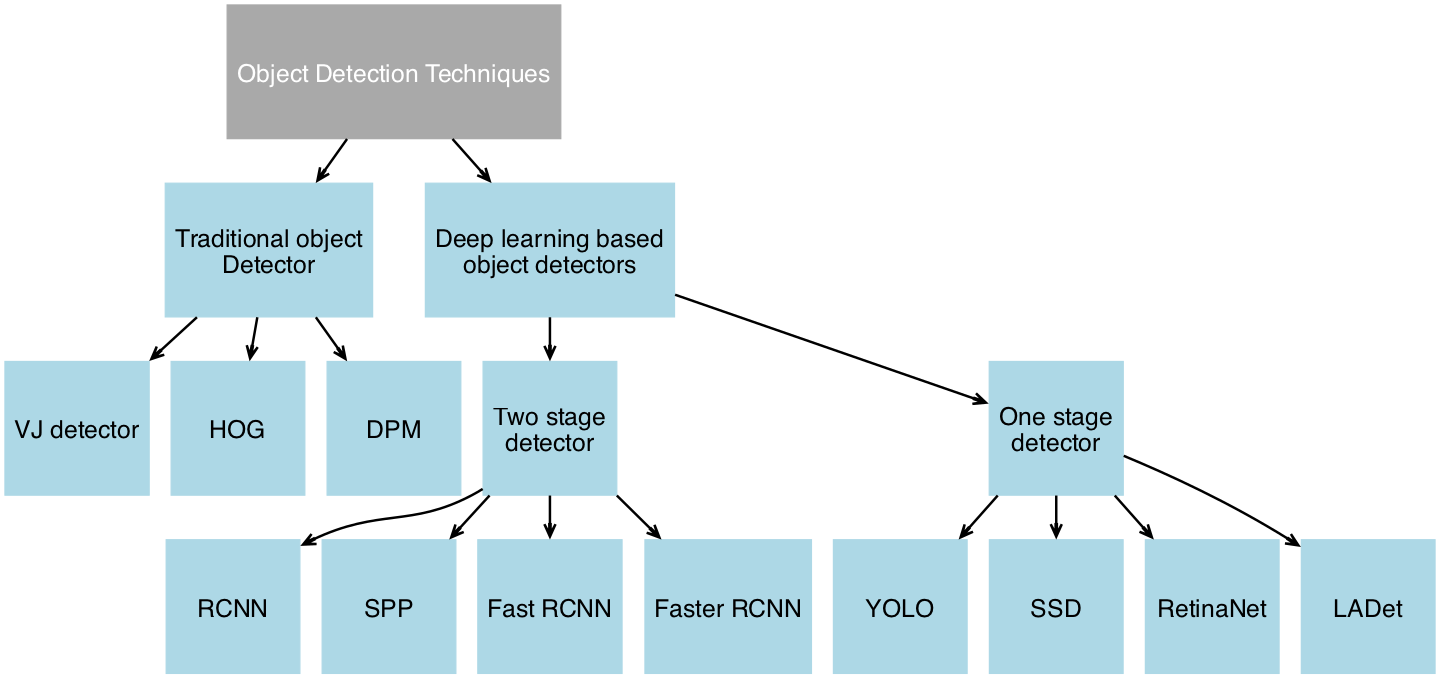 Object Detection Techniques
Traditional object
Detector
Deep learning based
object detectors
VJ detector
HOG
DPM
Two stage
detector
One stage
detector
RCNN
SPP
Fast RCNN
Faster RCNN
YOLO
SSD
RetinaNet
LADet